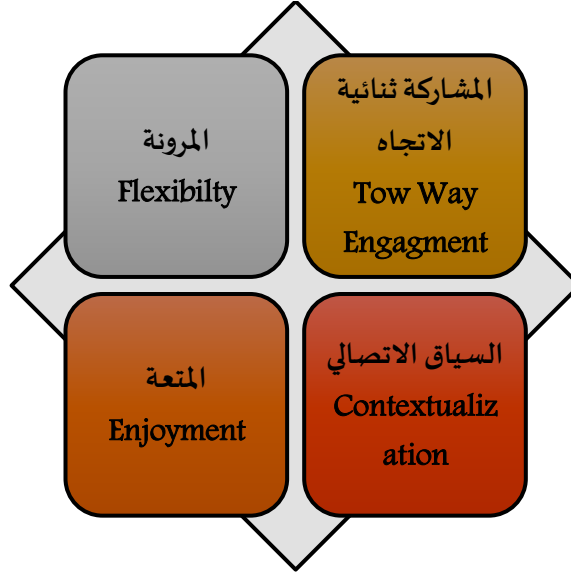 المشاركة ثنائية
الاتجاه
Tow Way
Engagment
المرونة
Flexibilty
السياق الاتصالي
Contextualiz
ation
المتعة
Enjoyment